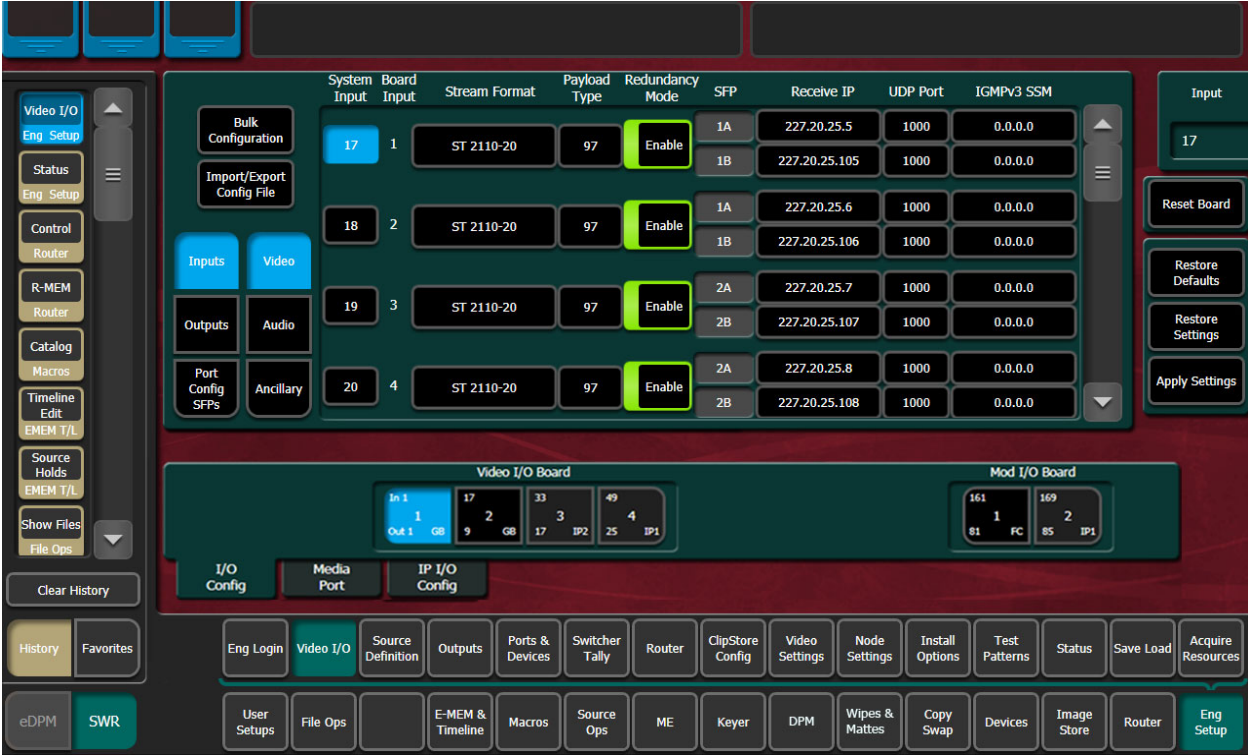 System Board Stream Format Payload Redundancy SFP Receive IP UDP Port IGMPv3 SSM
Input Input Type Mode
Input
17
Video I/O
Eng Setup
Status
Eng Setup
Control
Router
R-MEM
Router
Catalog
Macros
Timeline
Edit
EMEM T/L
Source
Holds
EMEM T/L
Show Files
File Ops
Clear History
History Favorites
eDPM SWR
Bulk
Configuration
Import/Export
Config File
Inputs Video
Outputs Audio
Port
Config
SFPs
Ancillary
17 1 ST 2110-20 97 Enable
1A 227.20.25.5 1000 0.0.0.0
1B 227.20.25.105 1000 0.0.0.0
18 2 ST 2110-20 97 Enable
1A 227.20.25.6 1000 0.0.0.0
1B 227.20.25.106 1000 0.0.0.0
19 3 ST 2110-20 97 Enable
2A 227.20.25.7 1000 0.0.0.0
2B 227.20.25.107 1000 0.0.0.0
20 4 ST 2110-20 97 Enable
2A 227.20.25.8 1000 0.0.0.0
2B 227.20.25.108 1000 0.0.0.0
Reset Board
Restore
Defaults
Restore
Settings
Apply Settings
Video I/O Board
In 1 17 33 49
1 2 3 4
Out 1 GB 9 GB 17 IP2 25 IP1
Mod I/O Board
161 169
1 2
81 FC 85 IP1
I/O
Config
Media
Port
IP I/O
Config
Eng Login
Video I/O
Source
Definition
Outputs
Ports &
Devices
Switcher
Tally
Router
ClipStore
Config
Video
Settings
Node
Settings
Install
Options
Test
Patterns
Status
Save Load
Acquire
Resources
User
Setups
File Ops
E-MEM &
Timeline
Macros
Source
Ops
ME
Keyer
DPM
Wipes &
Mattes
Copy
Swap
Devices
Image
Store
Router
Eng
Setup